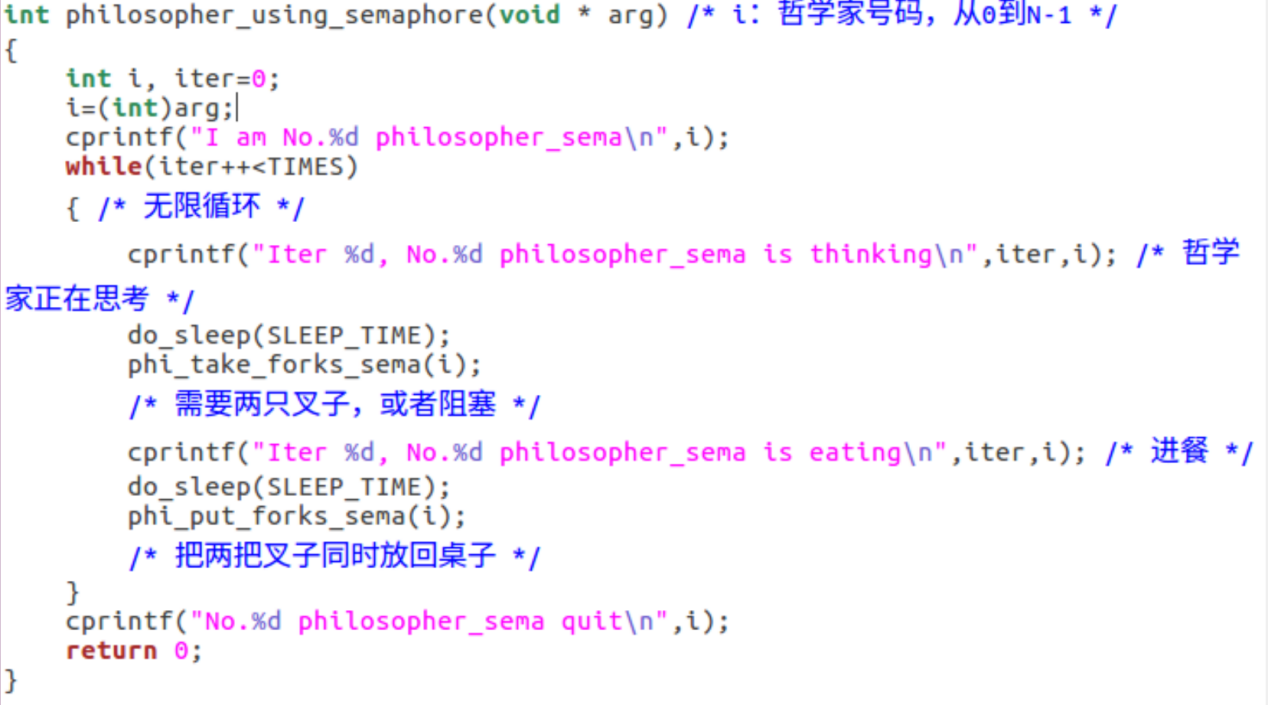 int philosopher_using_semaphore(void * arg) /* i：哲学家号码，从0到N-1 */
{
    int i, iter=0;
    i=(int)arg;
    cprintf("I am No.%d philosopher_sema\n",i);
    while(iter++<TIMES)
    { /* 无限循环 */
        cprintf("Iter %d, No.%d philosopher_sema is thinking\n",iter,i); /* 哲学
家正在思考 */
        do_sleep(SLEEP_TIME);
        phi_take_forks_sema(i);
        /* 需要两只叉子，或者阻塞 */
        cprintf("Iter %d, No.%d philosopher_sema is eating\n",iter,i); /* 进餐 */
        do_sleep(SLEEP_TIME);
        phi_put_forks_sema(i);
        /* 把两把叉子同时放回桌子 */
    }
    cprintf("No.%d philosopher_sema quit\n",i);
    return 0;
}